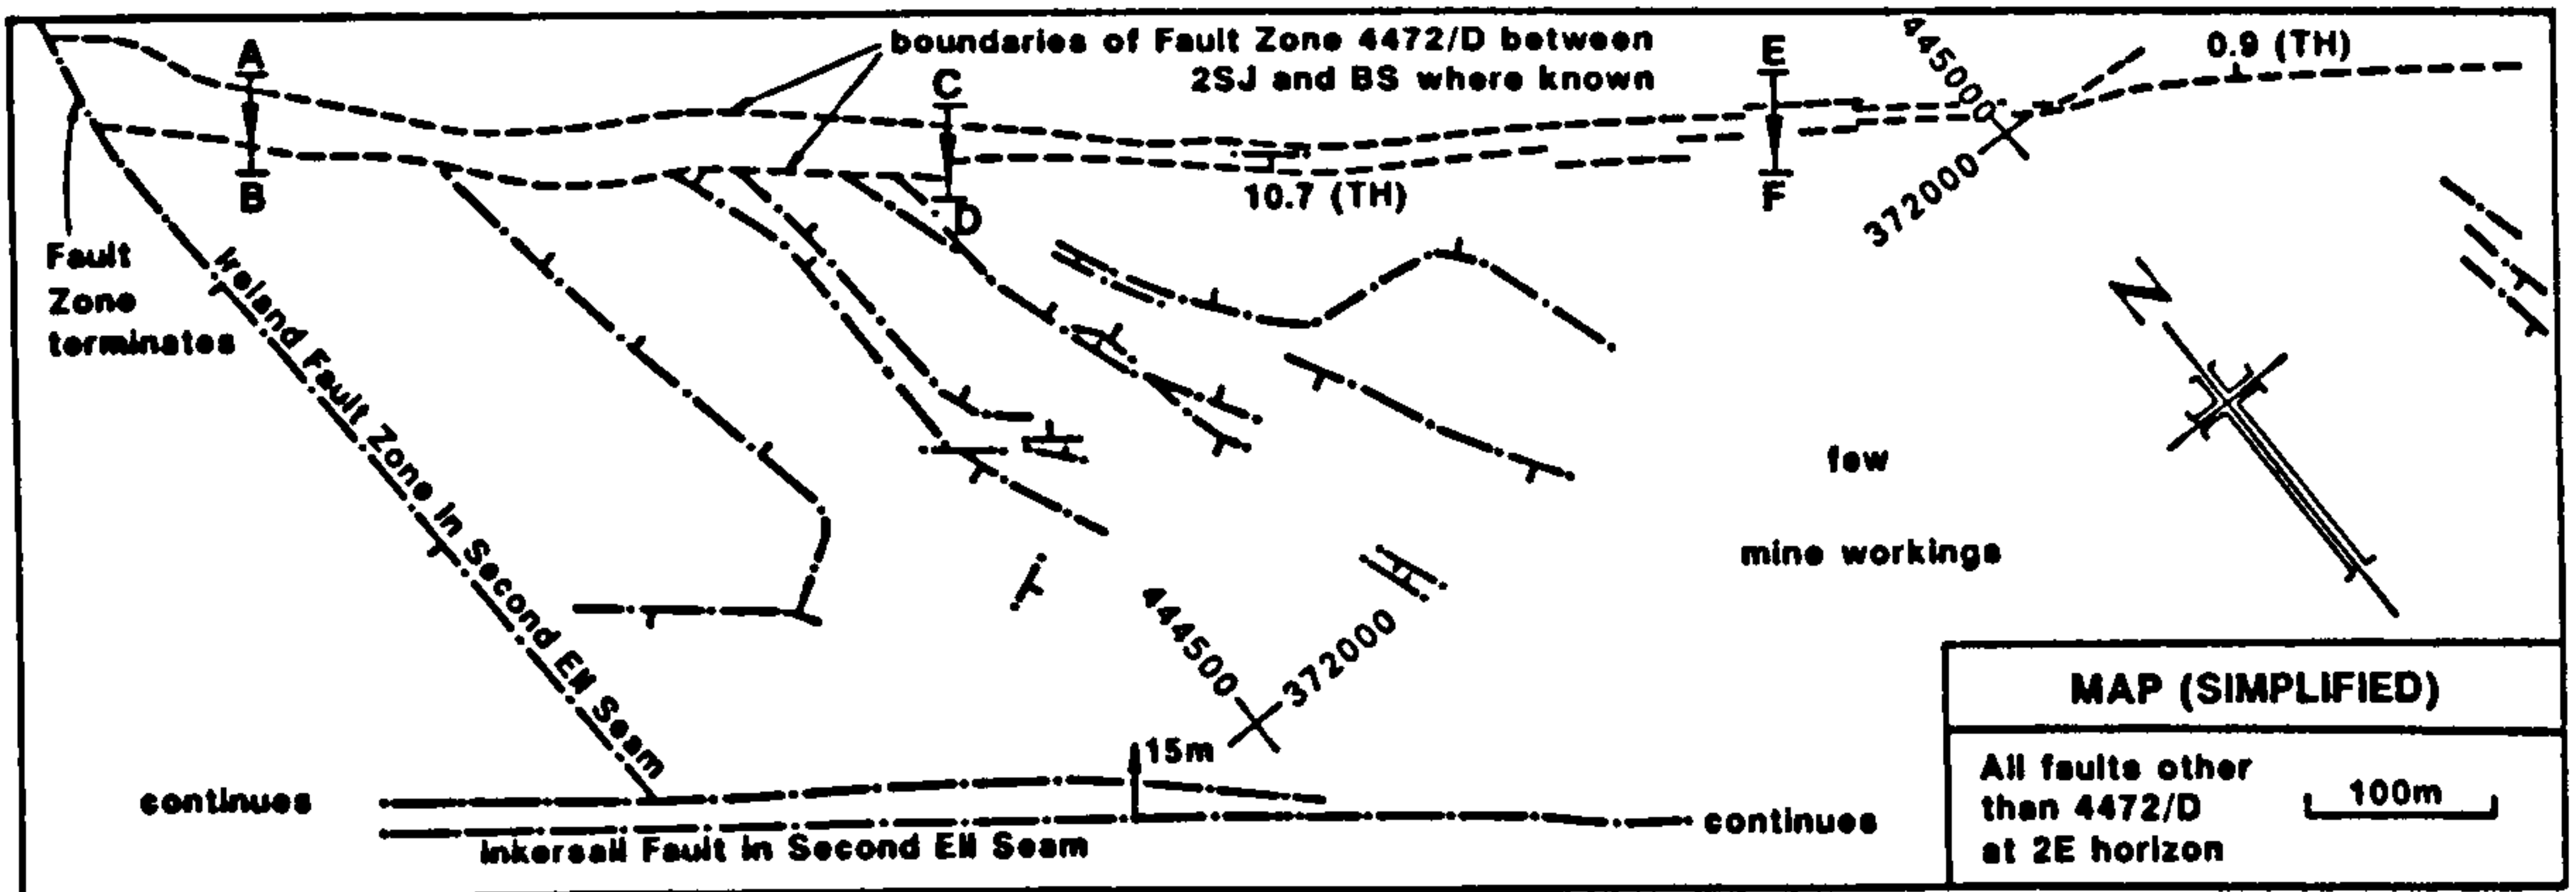 boundaries of Fault Zone 4472/D between
2SJ and BS where known
A
B
C
D
E
F
445000
372000
0.9 (TH)
10.7 (TH)
Fault
Zone
terminates
Ireland Fault Zone in Second Ell Seam
N
few
mine workings
444500
372000
15m
continues
continues
Inkersall Fault in Second Ell Seam
MAP (SIMPLIFIED)
All faults other
than 4472/D
at 2E horizon
100m